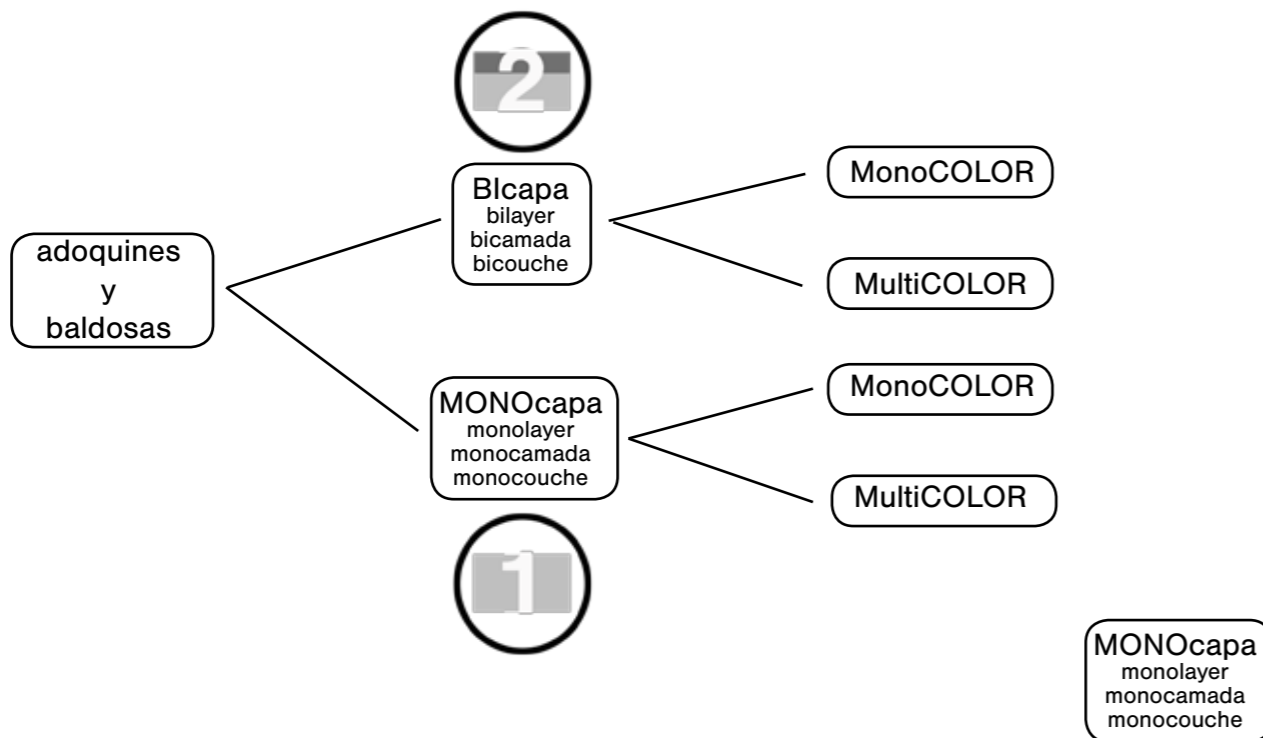 2
BIcapa
bilayer
bicamada
bicouche
MonoCOLOR
MultiCOLOR
adoquines
y
baldosas
MONOcapa
monolayer
monocamada
monocouche
MonoCOLOR
MultiCOLOR
1
MONOcapa
monolayer
monocamada
monocouche